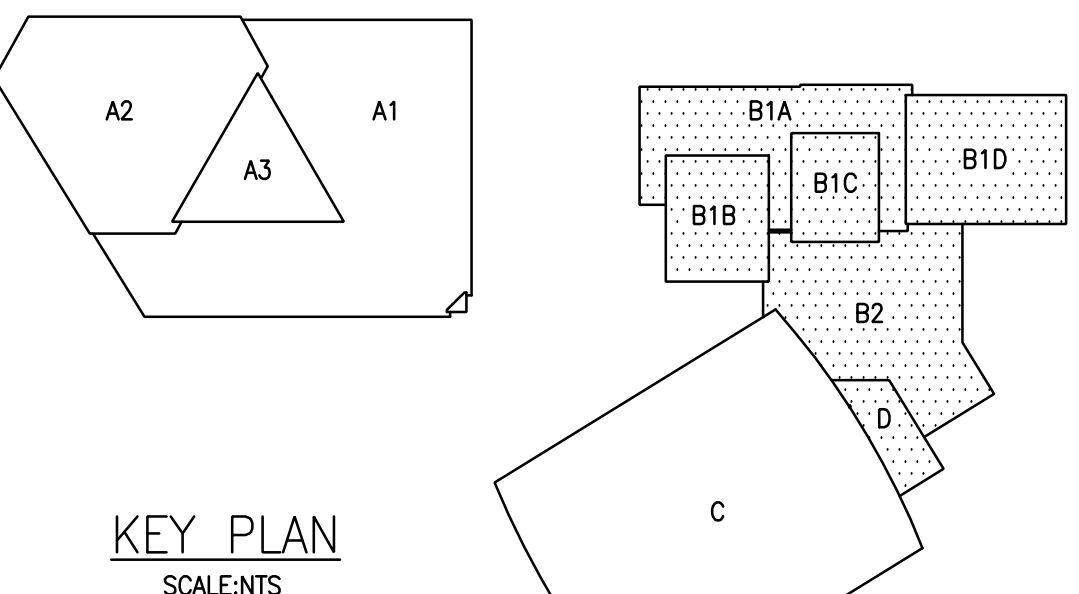 A2
A1
A3
B1A
B1D
B1C
B1B
B2
D
C
KEY PLAN
SCALE:NTS